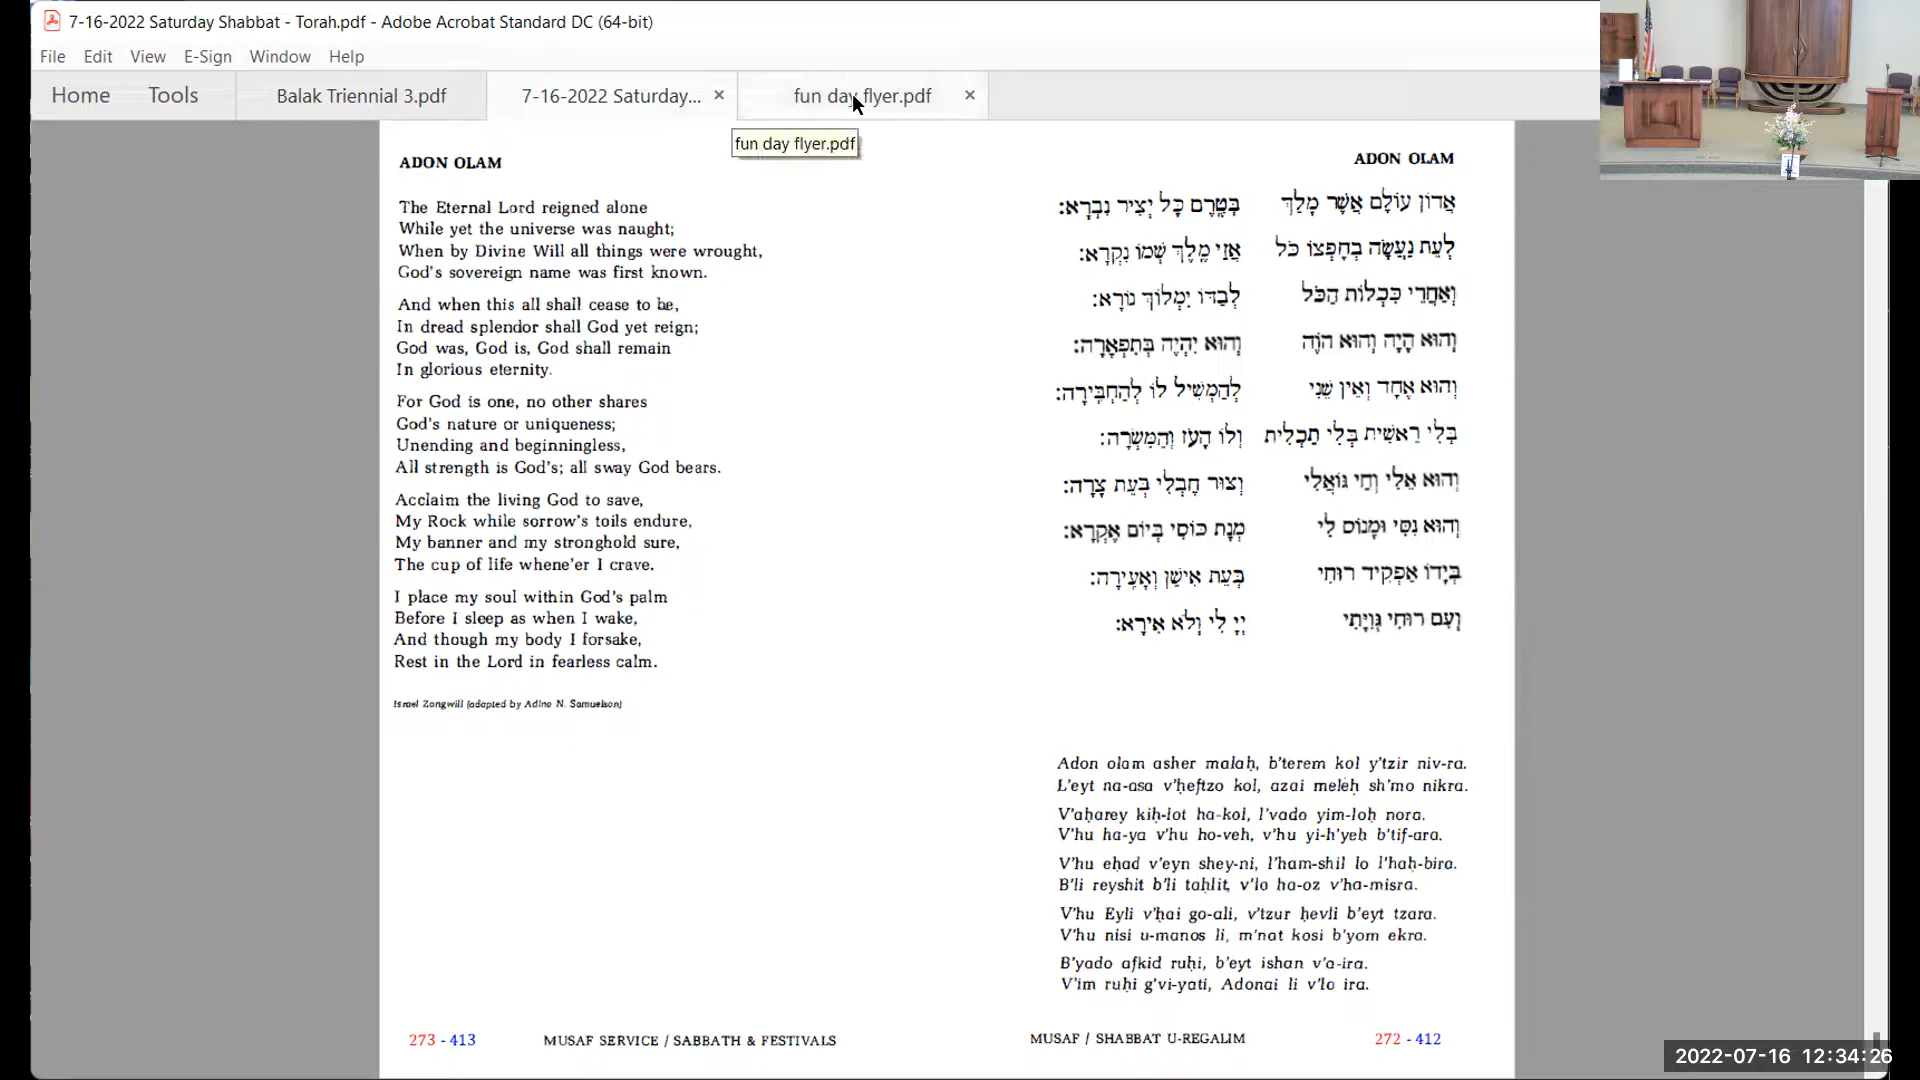 7-16-2022 Saturday Shabbat - Torah.pdf - Adobe Acrobat Standard DC (64-bit)
File Edit View E-Sign Window Help
Home Tools Balak Triennial 3.pdf 7-16-2022 Saturday... × fun day flyer.pdf ×
fun day flyer.pdf
ADON OLAM
The Eternal Lord reigned alone
While yet the universe was naught;
When by Divine Will all things were wrought,
God's sovereign name was first known.
And when this all shall cease to be,
In dread splendor shall God yet reign;
God was, God is, God shall remain
In glorious eternity.
For God is one, no other shares
God's nature or uniqueness;
Unending and beginningless,
All strength is God's; all sway God bears.
Acclaim the living God to save,
My Rock while sorrow's toils endure,
My banner and my stronghold sure,
The cup of life whene'er I crave.
I place my soul within God's palm
Before I sleep as when I wake,
And though my body I forsake,
Rest in the Lord in fearless calm.
Israel Zangwill (adapted by Adina N. Samuelson)
273 - 413 MUSAF SERVICE / SABBATH & FESTIVALS
ADON OLAM
אֲדוֹן עוֹלָם אֲשֶׁר מָלַךְ בְּטֶֽרֶם כׇּל יְצִיר נִבְרָא:
לְעֵת נַעֲשָׂה בְחֶפְצוֹ כֹּל אֲזַי מֶֽלֶךְ שְׁמוֹ נִקְרָא:
וְאַחֲרֵי כִּכְלוֹת הַכֹּל לְבַדּוֹ יִמְלוֹךְ נוֹרָא:
וְהוּא הָיָה וְהוּא הֹוֶה וְהוּא יִהְיֶה בְּתִפְאָרָה:
וְהוּא אֶחָד וְאֵין שֵׁנִי לְהַמְשִׁיל לוֹ לְהַחְבִּירָה:
בְּלִי רֵאשִׁית בְּלִי תַכְלִית וְלוֹ הָעֹז וְהַמִּשְׂרָה:
וְהוּא אֵלִי וְחַי גּוֹאֲלִי וְצוּר חֶבְלִי בְּעֵת צָרָה:
וְהוּא נִסִּי וּמָנוֹס לִי מְנָת כּוֹסִי בְּיוֹם אֶקְרָא:
בְּיָדוֹ אַפְקִיד רוּחִי בְּעֵת אִישַׁן וְאָעִֽירָה:
וְעִם רוּחִי גְּוִיָּתִי יְיָ לִי וְלֹא אִירָא:
Adon olam asher malaḥ, b'terem kol y'tzir niv-ra.
L'eyt na-asa v'ḥeftzo kol, azai meleḥ sh'mo nikra.
V'aḥarey kiḥ-lot ha-kol, l'vado yim-loḥ nora.
V'hu ha-ya v'hu ho-veh, v'hu yi-h'yeh b'tif-ara.
V'hu eḥad v'eyn shey-ni, l'ham-shil lo l'haḥ-bira.
B'li reyshit b'li taḥlit, v'lo ha-oz v'ha-misra.
V'hu Eyli v'ḥai go-ali, v'tzur ḥevli b'eyt tzara.
V'hu nisi u-manos li, m'nat kosi b'yom ekra.
B'yado afkid ruḥi, b'eyt ishan v'a-ira.
V'im ruḥi g'vi-yati, Adonai li v'lo ira.
MUSAF / SHABBAT U-REGALIM 272 - 412
2022-07-16 12:34:26